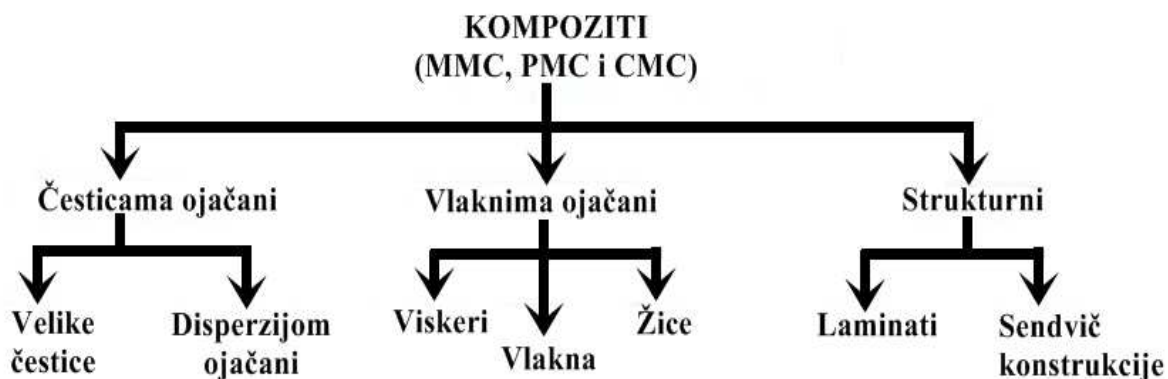 KOMPOZITI
(MMC, PMC i CMC)
Česticama ojačani
Vlaknima ojačani
Strukturni
Velike
čestice
Disperzijom
ojačani
Viskeri
Vlakna
Žice
Laminati
Sendvič
konstrukcije